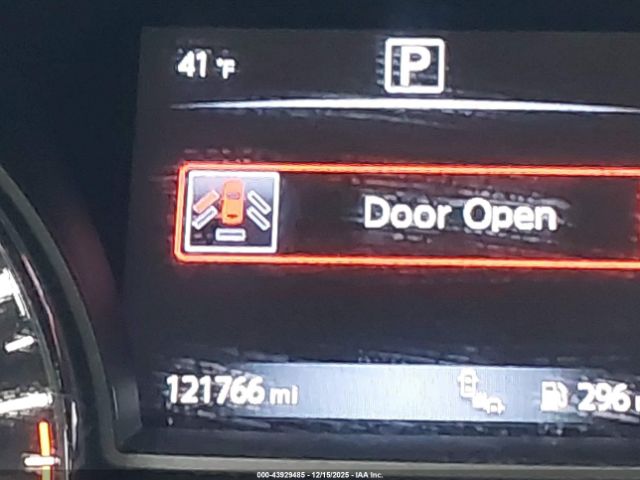 41 °F P
Door Open
121766 mi 296
000-43929485 - 12/15/2025 - IAA Inc.